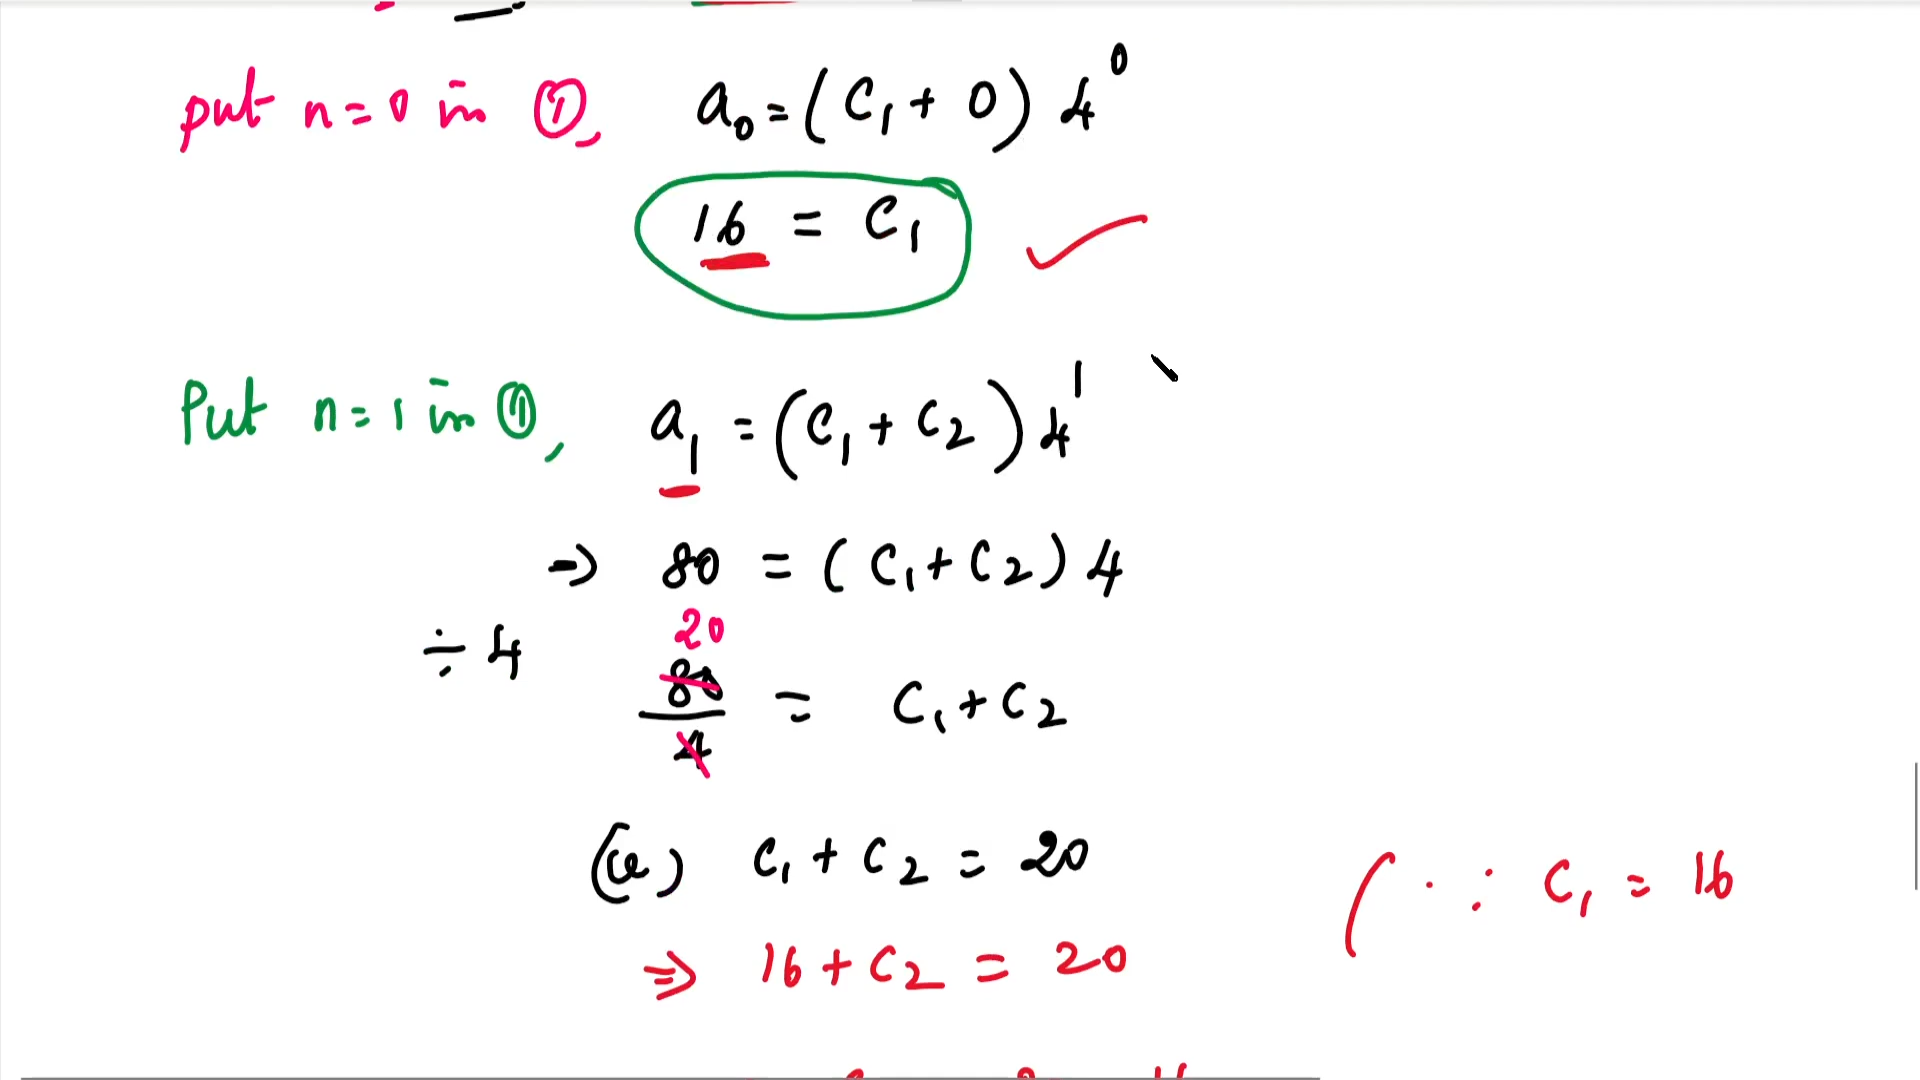 put n=0 in ①, a₀=(C₁+0)4⁰
16 = C₁
Put n=1 in ①, a₁=(C₁+C₂)4¹
⇒ 80 = (C₁+C₂)4
÷4
20
80/4 = C₁+C₂
(ie) C₁+C₂=20
(∵ C₁=16
⇒ 16+C₂=20